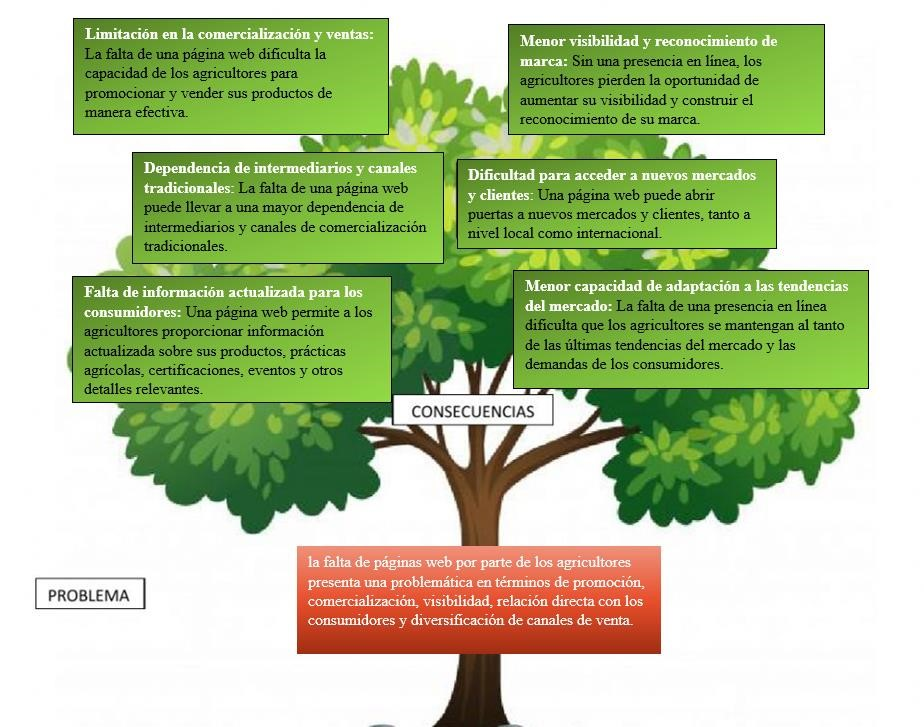 Limitación en la comercialización y ventas:
La falta de una página web dificulta la
capacidad de los agricultores para
promocionar y vender sus productos de
manera efectiva.
Menor visibilidad y reconocimiento de
marca: Sin una presencia en línea, los
agricultores pierden la oportunidad de
aumentar su visibilidad y construir el
reconocimiento de su marca.
Dependencia de intermediarios y canales
tradicionales: La falta de una página web
puede llevar a una mayor dependencia de
intermediarios y canales de comercialización
tradicionales.
Dificultad para acceder a nuevos mercados
y clientes: Una página web puede abrir
puertas a nuevos mercados y clientes, tanto a
nivel local como internacional.
Falta de información actualizada para los
consumidores: Una página web permite a los
agricultores proporcionar información
actualizada sobre sus productos, prácticas
agrícolas, certificaciones, eventos y otros
detalles relevantes.
Menor capacidad de adaptación a las tendencias
del mercado: La falta de una presencia en línea
dificulta que los agricultores se mantengan al tanto
de las últimas tendencias del mercado y las
demandas de los consumidores.
CONSECUENCIAS
la falta de páginas web por parte de los agricultores
presenta una problemática en términos de promoción,
comercialización, visibilidad, relación directa con los
consumidores y diversificación de canales de venta.
PROBLEMA